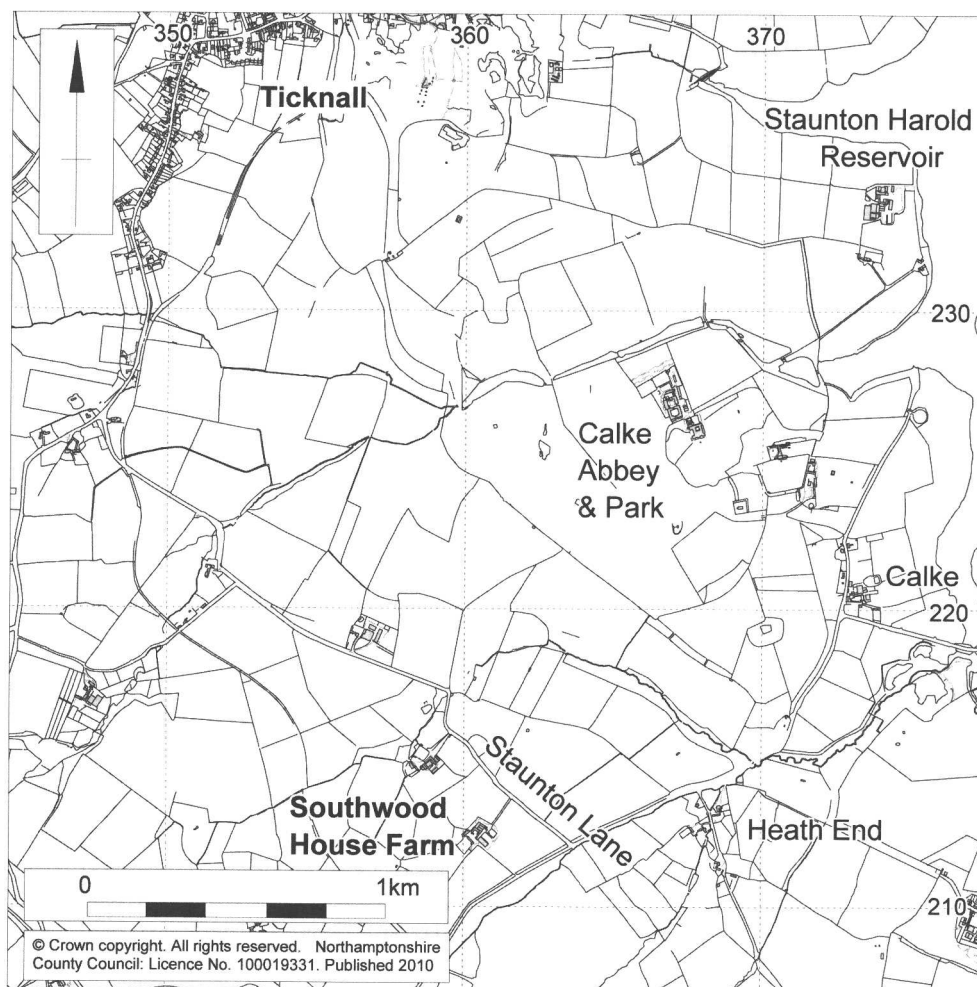 350
360
370
Ticknall
Staunton Harold
Reservoir
230
Calke
Abbey
& Park
Calke
220
Staunton Lane
Southwood
House Farm
Heath End
0
1km
210
© Crown copyright. All rights reserved. Northamptonshire
County Council: Licence No. 100019331. Published 2010